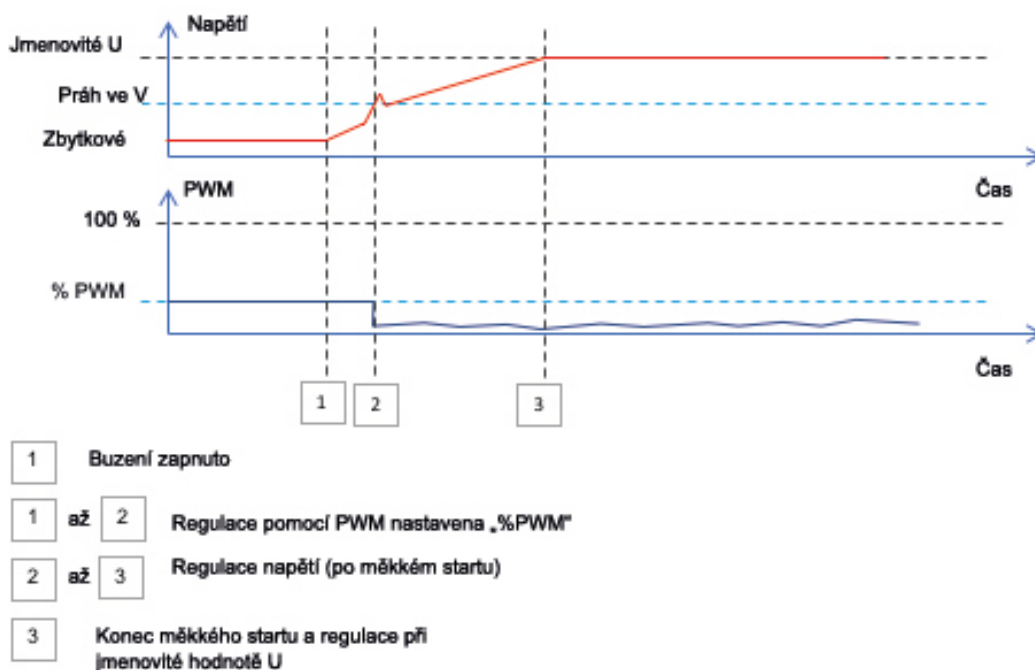 Napětí
Jmenovité U
Práh ve V
Zbytkové
Čas
PWM
100 %
% PWM
Čas
1 2 3
1 Buzení zapnuto
1 až 2 Regulace pomocí PWM nastavena „%PWM“
2 až 3 Regulace napětí (po měkkém startu)
3 Konec měkkého startu a regulace při
jmenovité hodnotě U